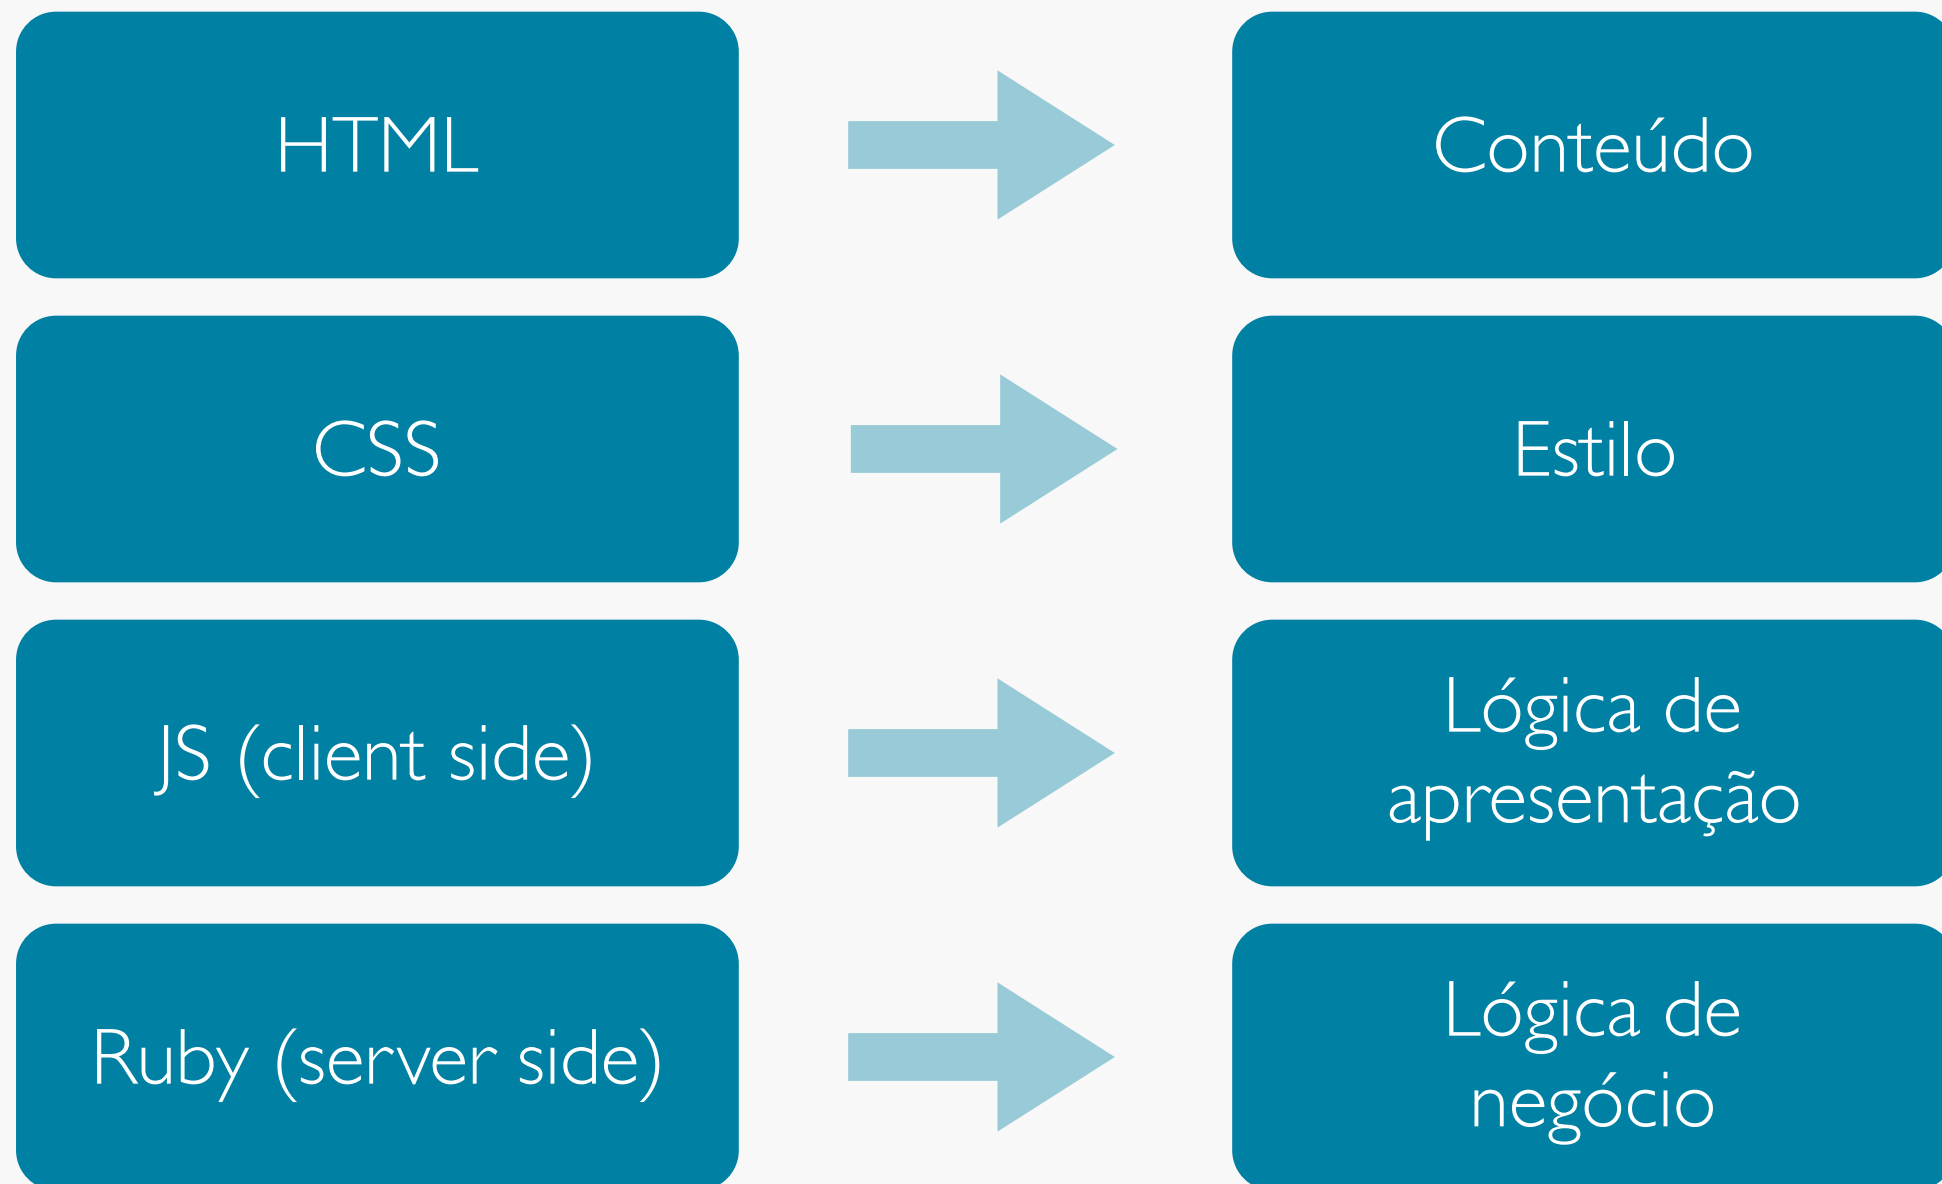 HTML
Conteúdo
CSS
Estilo
JS (client side)
Lógica de
apresentação
Ruby (server side)
Lógica de
negócio